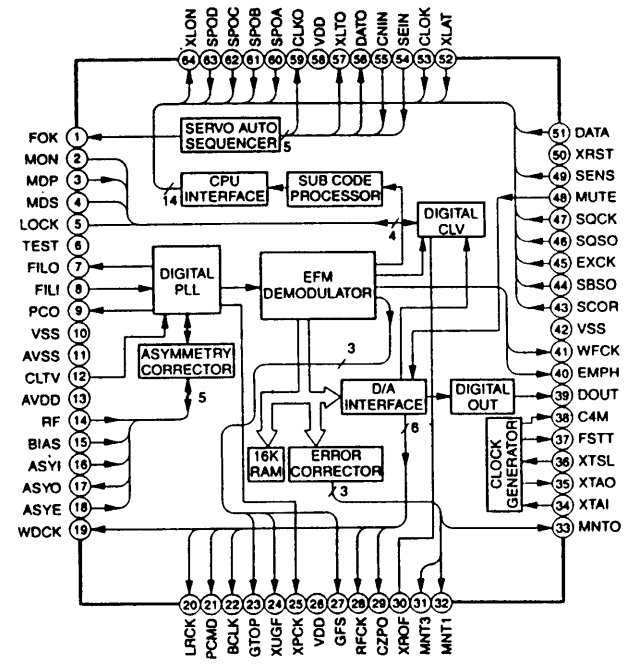 XLON
SPOD
SPOC
SPOB
SPOA
CLKO
VDD
XLTO
DATO
CNIN
SEIN
CLOK
XLAT
64
63
62
61
60
59
58
57
56
55
54
53
52
FOK 1
MON 2
MDP 3
MDS 4
LOCK 5
TEST 6
FILO 7
FILI 8
PCO 9
VSS 10
AVSS 11
CLTV 12
AVDD 13
RF 14
BIAS 15
ASYI 16
ASYO 17
ASYE 18
WDCK 19
SERVO AUTO
SEQUENCER
5
14
CPU
INTERFACE
SUB CODE
PROCESSOR
4
DIGITAL
CLV
DIGITAL
PLL
EFM
DEMODULATOR
ASYMMETRY
CORRECTOR
5
3
D/A
INTERFACE
6
DIGITAL
OUT
16K
RAM
ERROR
CORRECTOR
3
CLOCK
GENERATOR
51 DATA
50 XRST
49 SENS
48 MUTE
47 SQCK
46 SQSO
45 EXCK
44 SBSO
43 SCOR
42 VSS
41 WFCK
40 EMPH
39 DOUT
38 C4M
37 FSTT
36 XTSL
35 XTAO
34 XTAI
33 MNTO
20
21
22
23
24
25
26
27
28
29
30
31
32
LRCK
PCMD
BCLK
GTOP
XUGF
XPCK
VDD
GFS
RFCK
CZPO
XROF
MNT3
MNT1